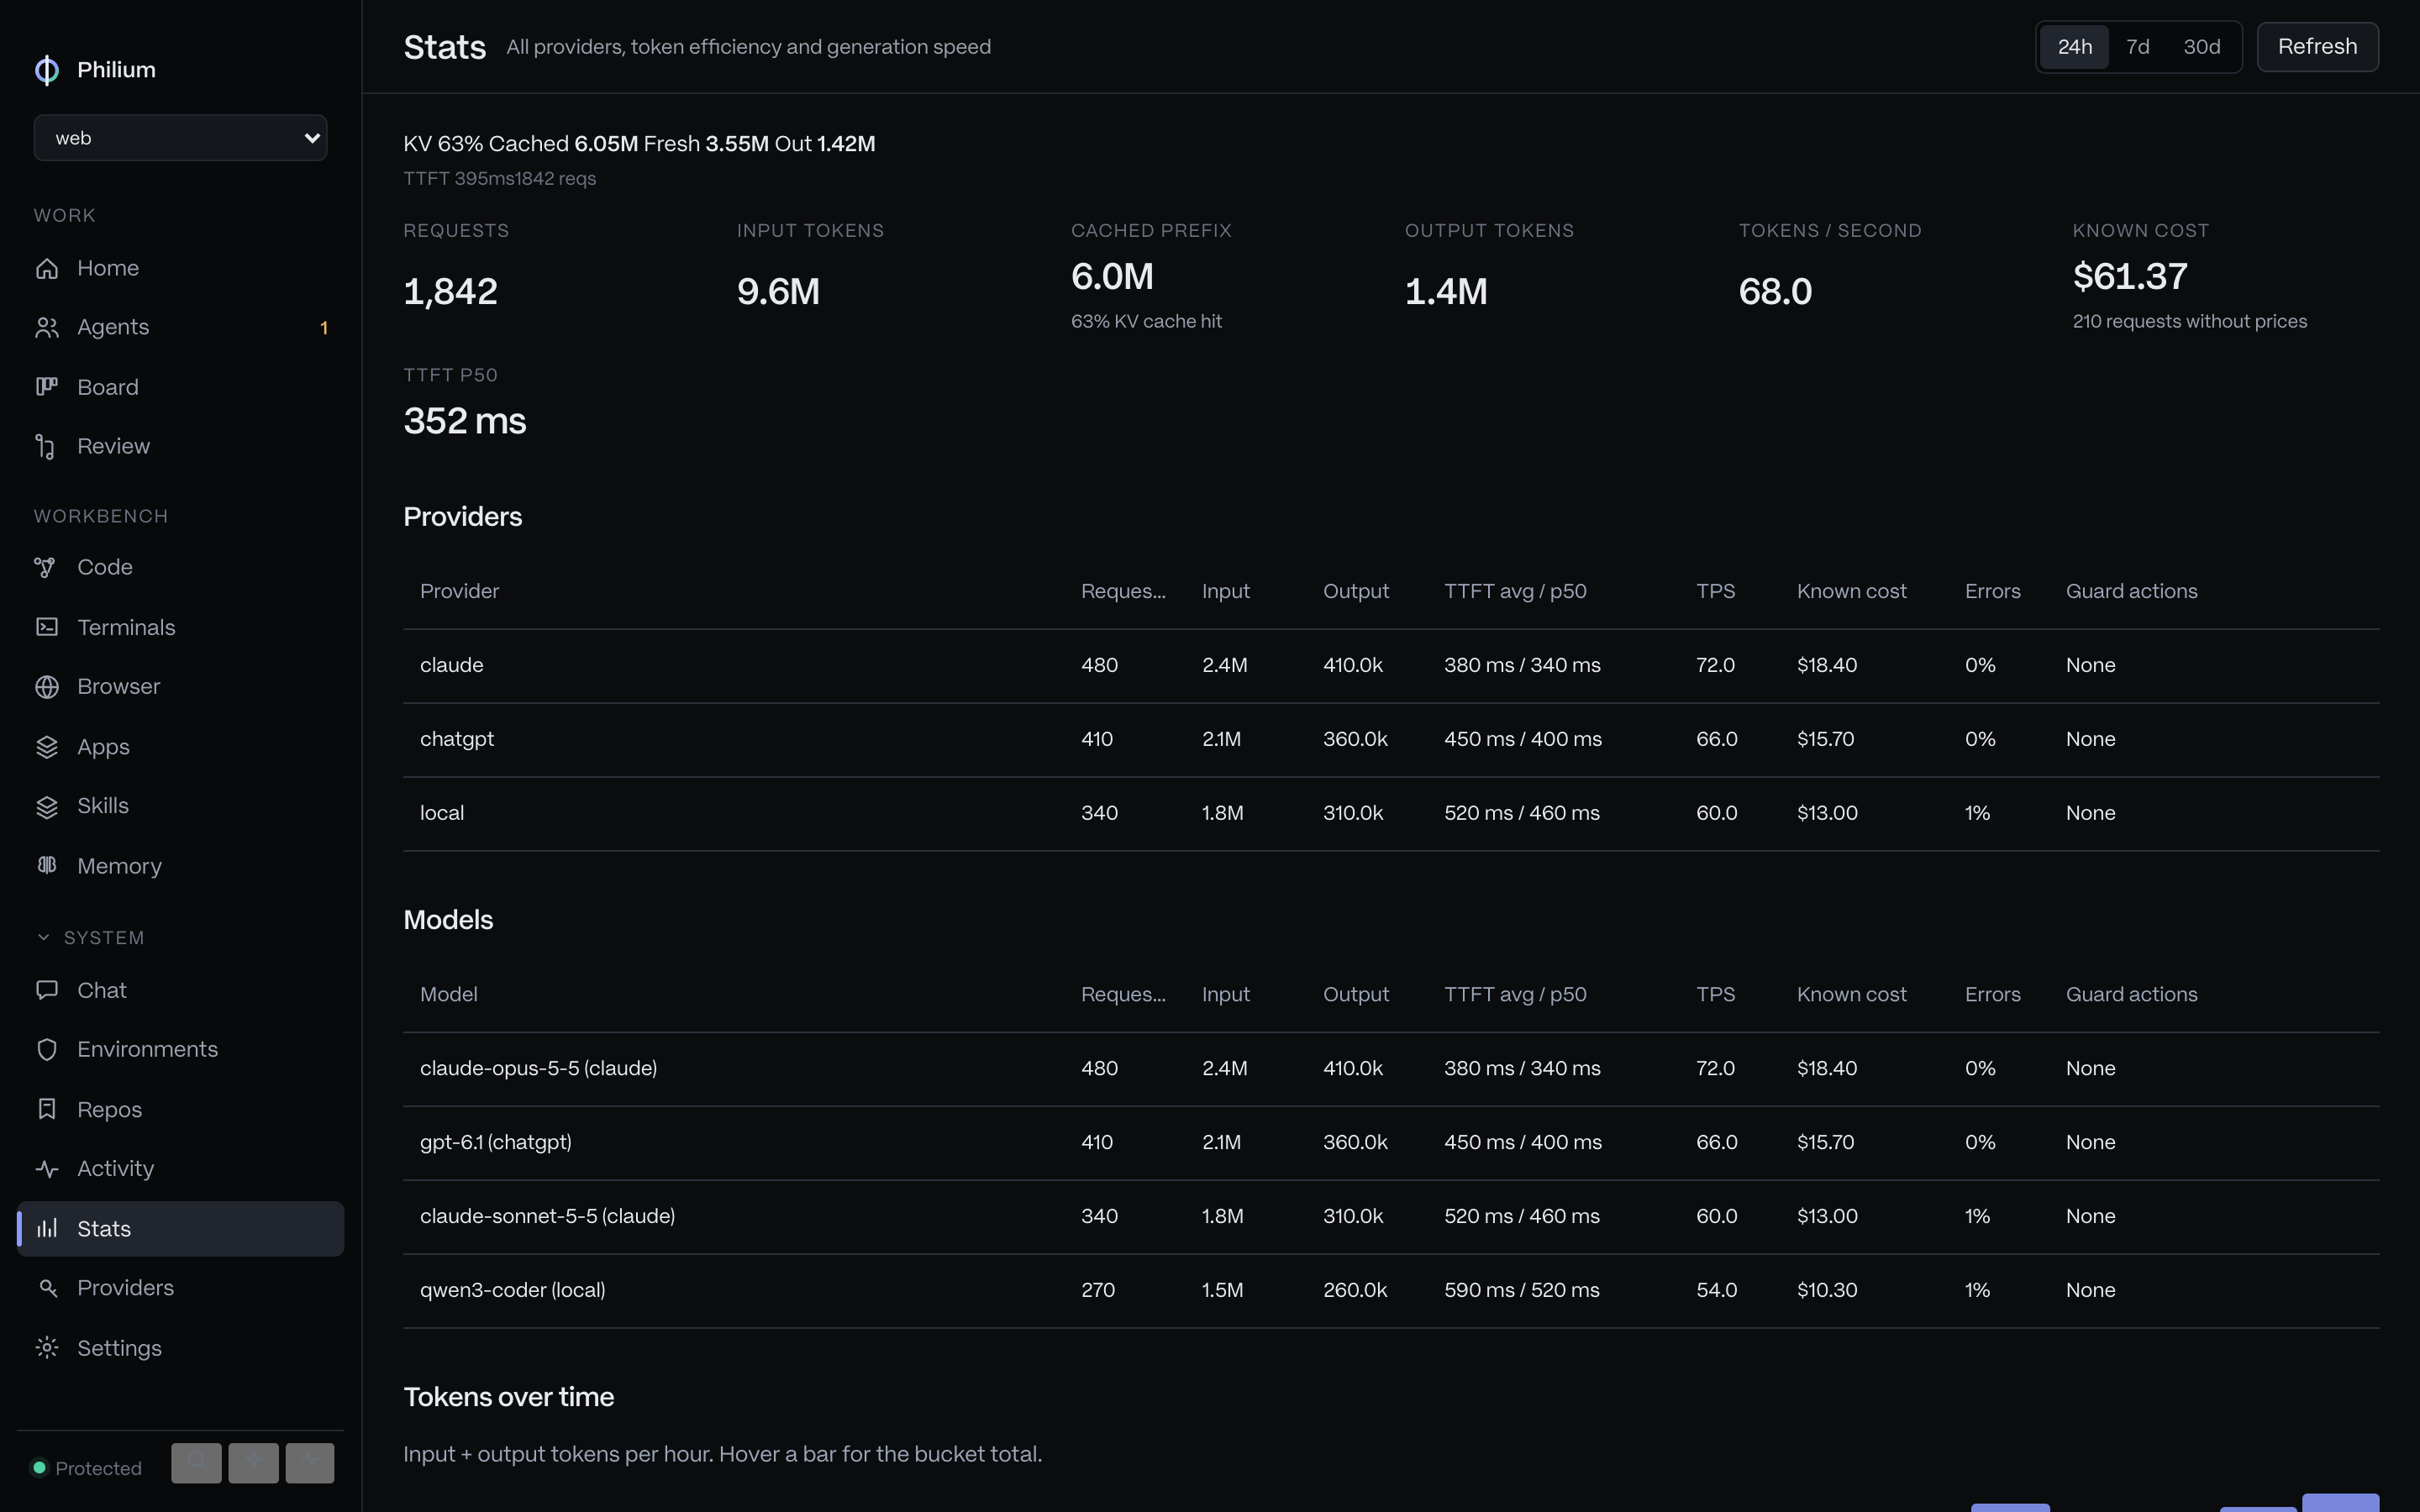 Philium
web
WORK
Home
Agents 1
Board
Review
WORKBENCH
Code
Terminals
Browser
Apps
Skills
Memory
SYSTEM
Chat
Environments
Repos
Activity
Stats
Providers
Settings
Protected
Stats All providers, token efficiency and generation speed 24h 7d 30d Refresh
KV 63% Cached 6.05M Fresh 3.55M Out 1.42M
TTFT 395ms1842 reqs
REQUESTS INPUT TOKENS CACHED PREFIX OUTPUT TOKENS TOKENS / SECOND KNOWN COST
1,842 9.6M 6.0M 1.4M 68.0 $61.37
63% KV cache hit 210 requests without prices
TTFT P50
352 ms
Providers
Provider Reques... Input Output TTFT avg / p50 TPS Known cost Errors Guard actions
claude 480 2.4M 410.0k 380 ms / 340 ms 72.0 $18.40 0% None
chatgpt 410 2.1M 360.0k 450 ms / 400 ms 66.0 $15.70 0% None
local 340 1.8M 310.0k 520 ms / 460 ms 60.0 $13.00 1% None
Models
Model Reques... Input Output TTFT avg / p50 TPS Known cost Errors Guard actions
claude-opus-5-5 (claude) 480 2.4M 410.0k 380 ms / 340 ms 72.0 $18.40 0% None
gpt-6.1 (chatgpt) 410 2.1M 360.0k 450 ms / 400 ms 66.0 $15.70 0% None
claude-sonnet-5-5 (claude) 340 1.8M 310.0k 520 ms / 460 ms 60.0 $13.00 1% None
qwen3-coder (local) 270 1.5M 260.0k 590 ms / 520 ms 54.0 $10.30 1% None
Tokens over time
Input + output tokens per hour. Hover a bar for the bucket total.